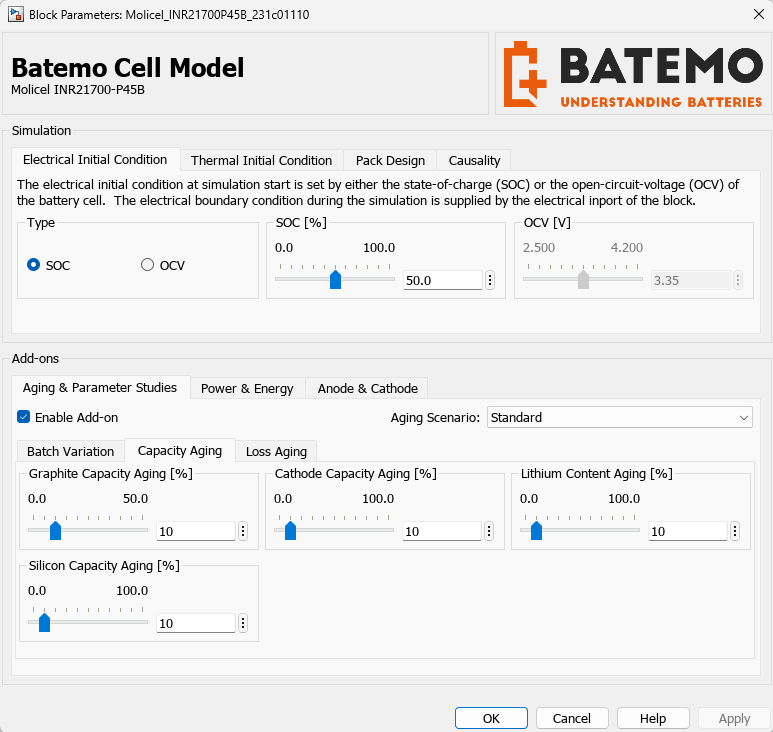 Block Parameters: Molicel_INR21700P45B_231c01110
Batemo Cell Model
Molicel INR21700-P45B
BATEMO
UNDERSTANDING BATTERIES
Simulation
Electrical Initial Condition Thermal Initial Condition Pack Design Causality
The electrical initial condition at simulation start is set by either the state-of-charge (SOC) or the open-circuit-voltage (OCV) of
the battery cell. The electrical boundary condition during the simulation is supplied by the electrical inport of the block.
Type
SOC OCV
SOC [%]
0.0 100.0
50.0
OCV [V]
2.500 4.200
3.35
Add-ons
Aging & Parameter Studies Power & Energy Anode & Cathode
Enable Add-on
Aging Scenario: Standard
Batch Variation Capacity Aging Loss Aging
Graphite Capacity Aging [%]
0.0 50.0
10
Cathode Capacity Aging [%]
0.0 100.0
10
Lithium Content Aging [%]
0.0 100.0
10
Silicon Capacity Aging [%]
0.0 100.0
10
OK Cancel Help Apply